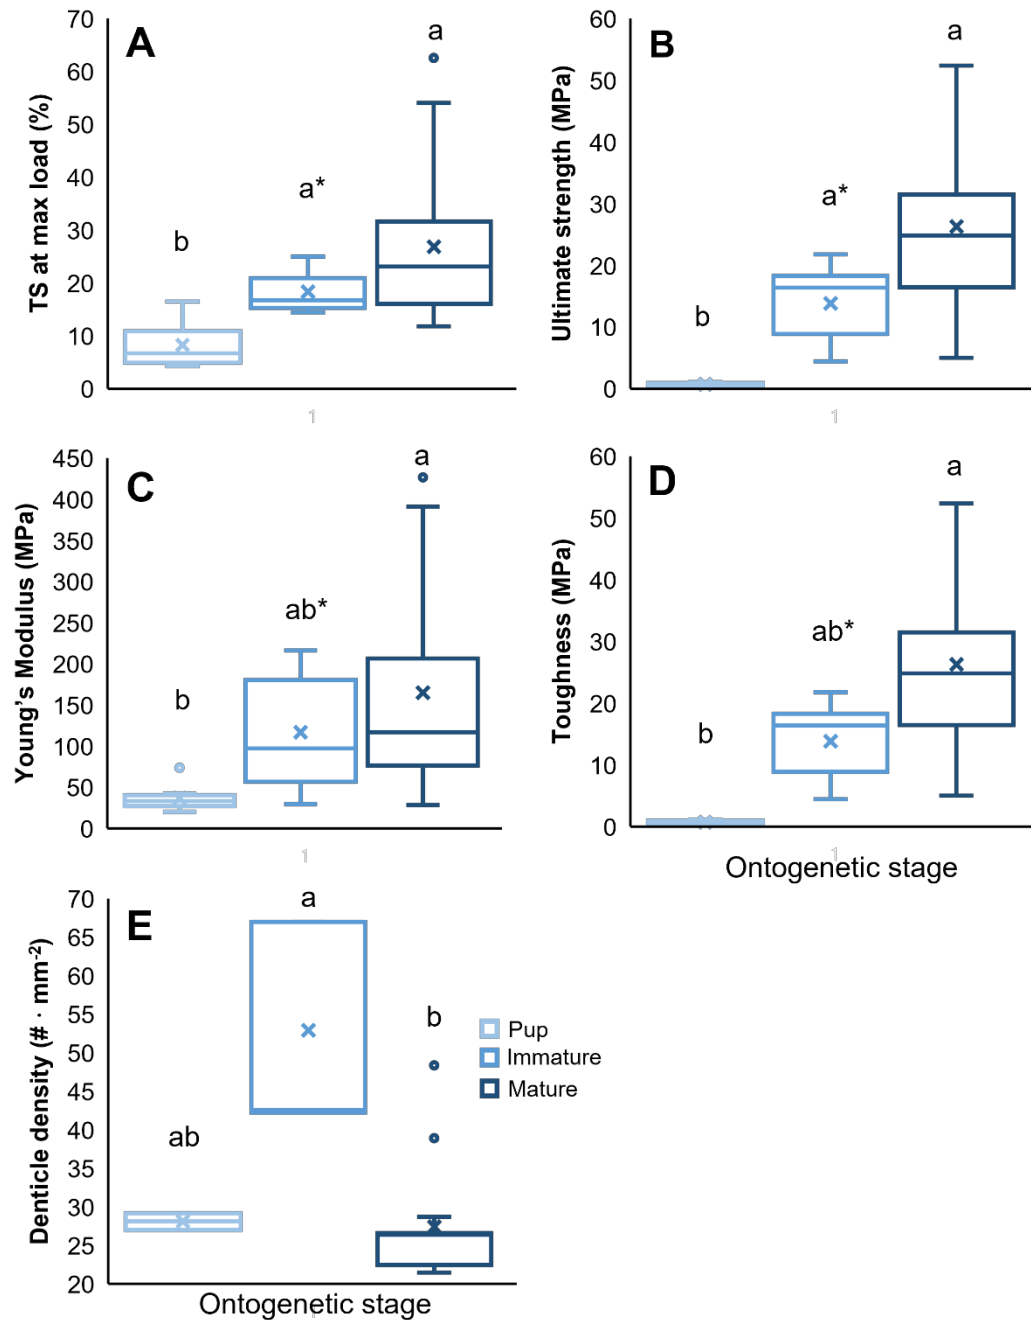 A
TS at max load (%)
70
60
50
40
30
20
10
0
b
a*
a
1
B
Ultimate strength (MPa)
60
50
40
30
20
10
0
b
a*
a
1
C
Young's Modulus (MPa)
450
400
350
300
250
200
150
100
50
0
b
ab*
a
1
D
Toughness (MPa)
60
50
40
30
20
10
0
b
ab*
a
1
Ontogenetic stage
E
Denticle density (# · mm⁻²)
70
65
60
55
50
45
40
35
30
25
20
ab
a
b
Pup
Immature
Mature
Ontogenetic stage
1